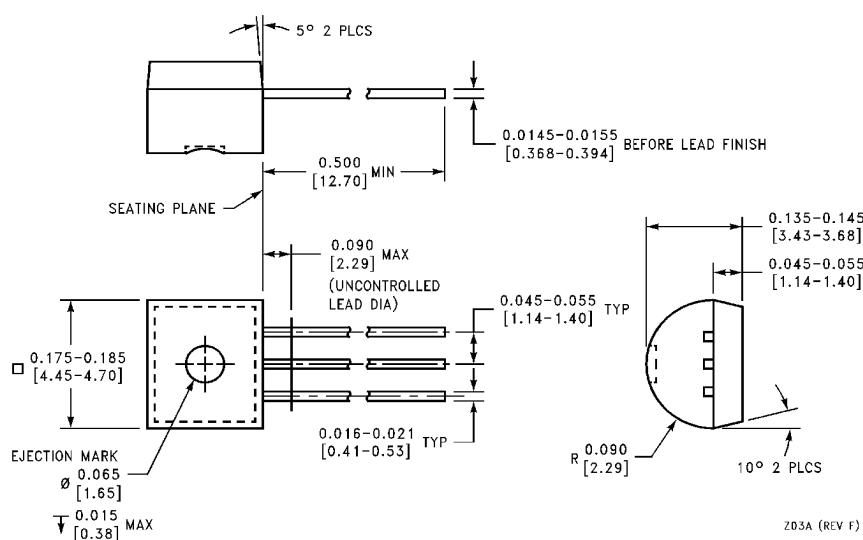 5° 2 PLCS
0.0145-0.0155
[0.368-0.394] BEFORE LEAD FINISH
0.500
[12.70] MIN
SEATING PLANE
0.135-0.145
[3.43-3.68]
0.090
[2.29] MAX
(UNCONTROLLED
LEAD DIA)
0.045-0.055
[1.14-1.40]
0.045-0.055
[1.14-1.40] TYP
□ 0.175-0.185
[4.45-4.70]
0.016-0.021
[0.41-0.53] TYP
R 0.090
[2.29]
10° 2 PLCS
EJECTION MARK
Ø 0.065
[1.65]
↧ 0.015
[0.38] MAX
Z03A (REV F)